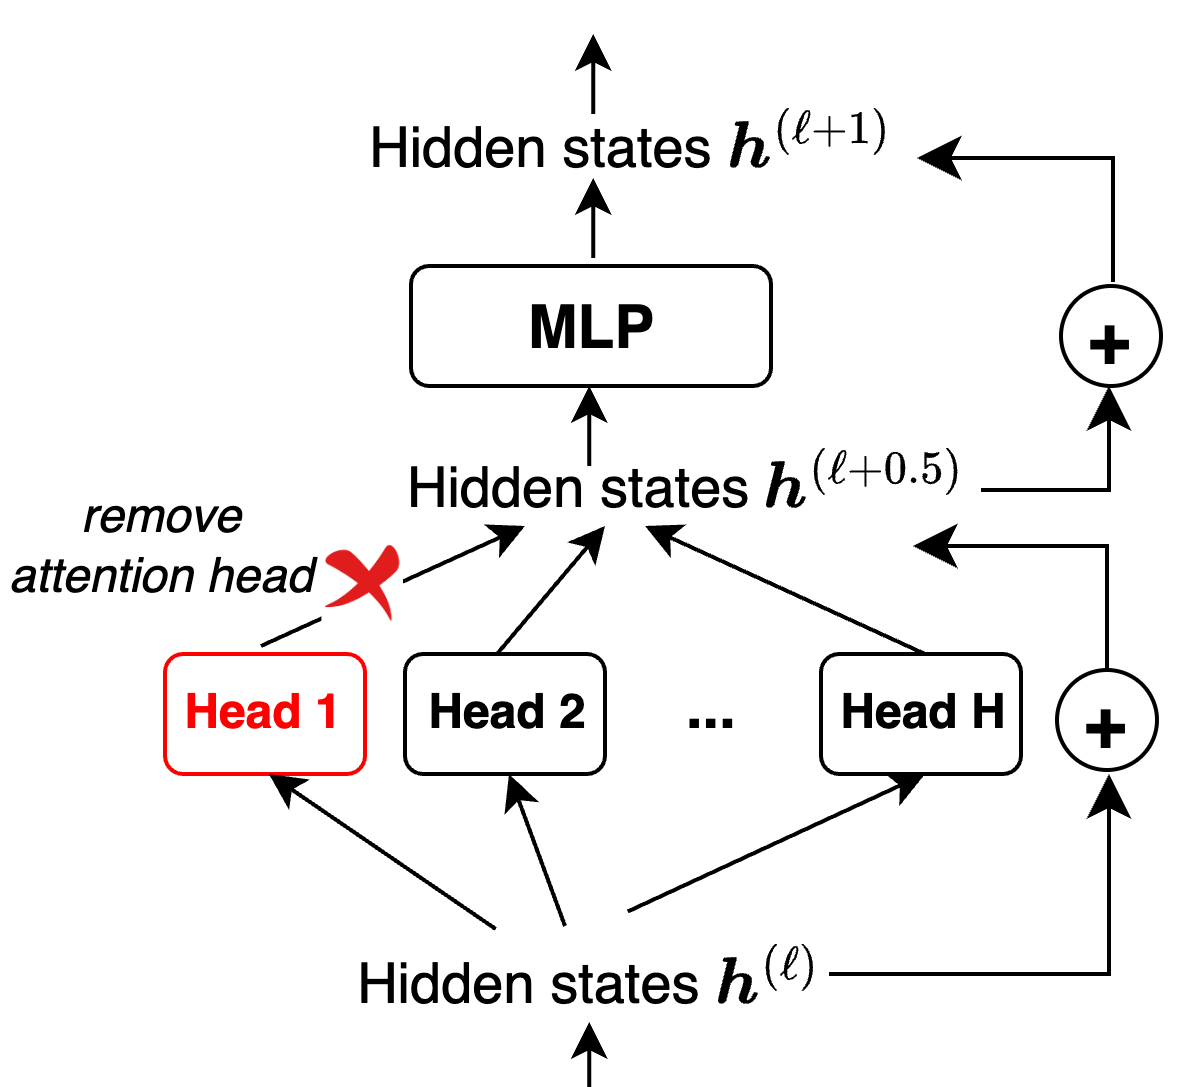 Hidden states h^(ℓ+1)
MLP
+
Hidden states h^(ℓ+0.5)
remove
attention head
Head 1
Head 2
...
Head H
+
Hidden states h^(ℓ)